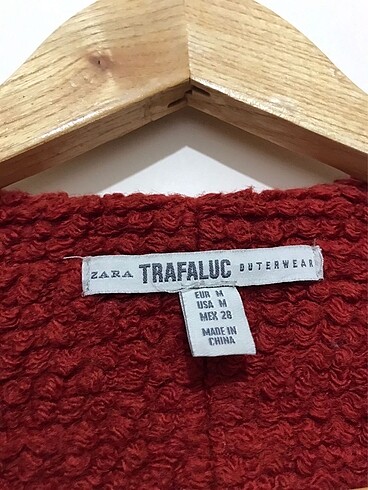 ZARA TRAFALUC OUTERWEAR
EUR M
USA M
MEX 28
MADE IN
CHINA